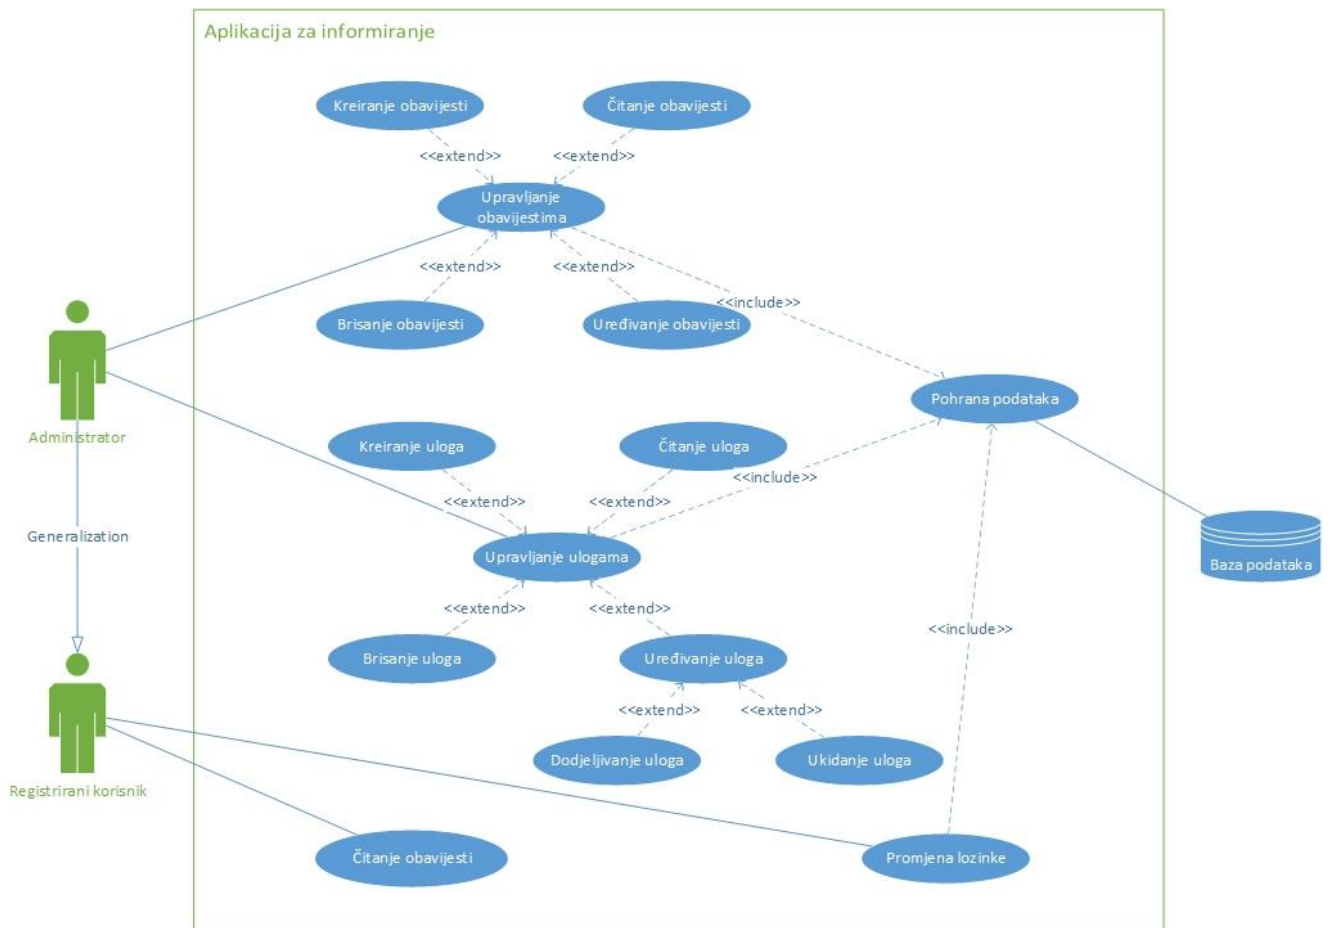 Aplikacija za informiranje
Kreiranje obavijesti
Čitanje obavijesti
<<extend>>
<<extend>>
Upravljanje
obavijestima
<<extend>>
<<extend>>
Brisanje obavijesti
Uređivanje obavijesti
<<include>>
Pohrana podataka
Administrator
Kreiranje uloga
Čitanje uloga
<<include>>
<<extend>>
<<extend>>
Generalization
Upravljanje ulogama
Baza podataka
<<extend>>
<<extend>>
<<include>>
Brisanje uloga
Uređivanje uloga
<<extend>>
<<extend>>
Dodjeljivanje uloga
Ukidanje uloga
Registrirani korisnik
Čitanje obavijesti
Promjena lozinke